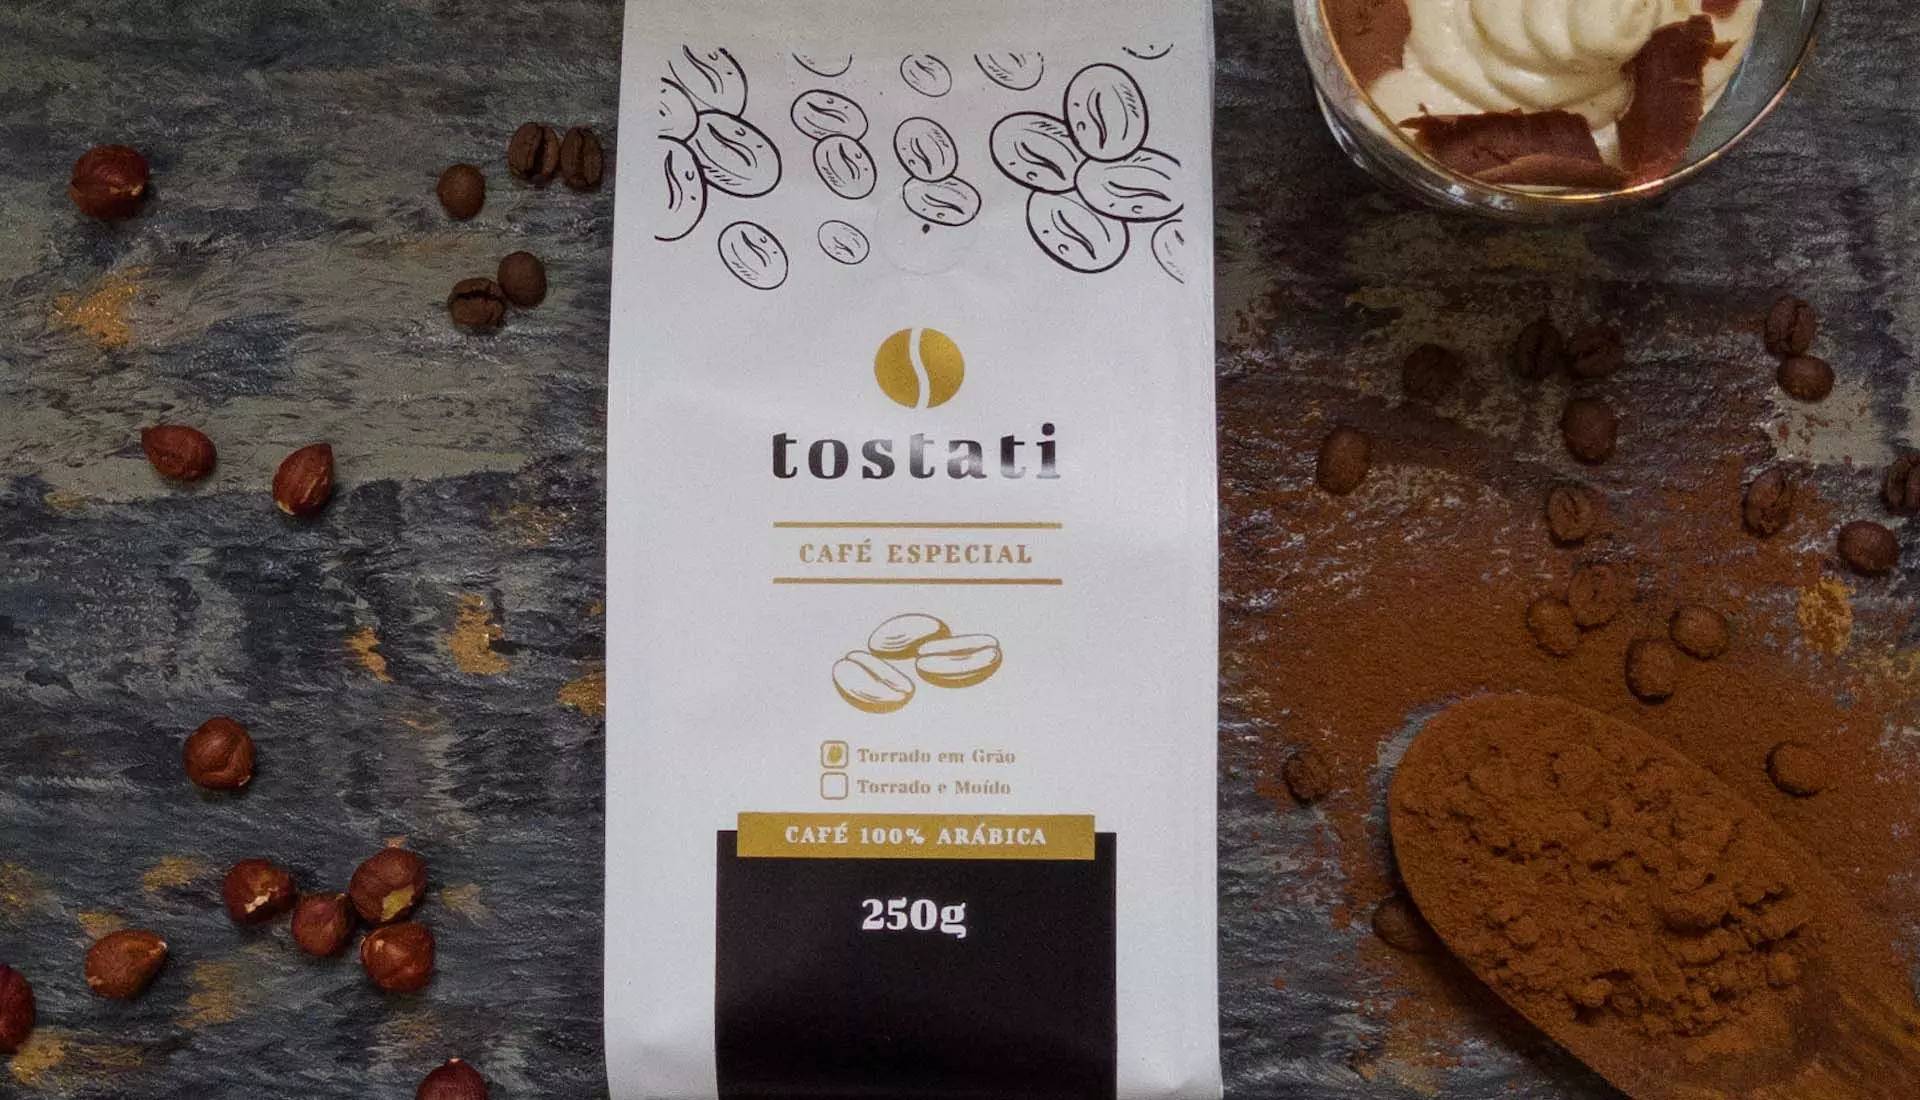 tostati
CAFÉ ESPECIAL
Torrado em Grão
Torrado e Moído
CAFÉ 100% ARÁBICA
250g